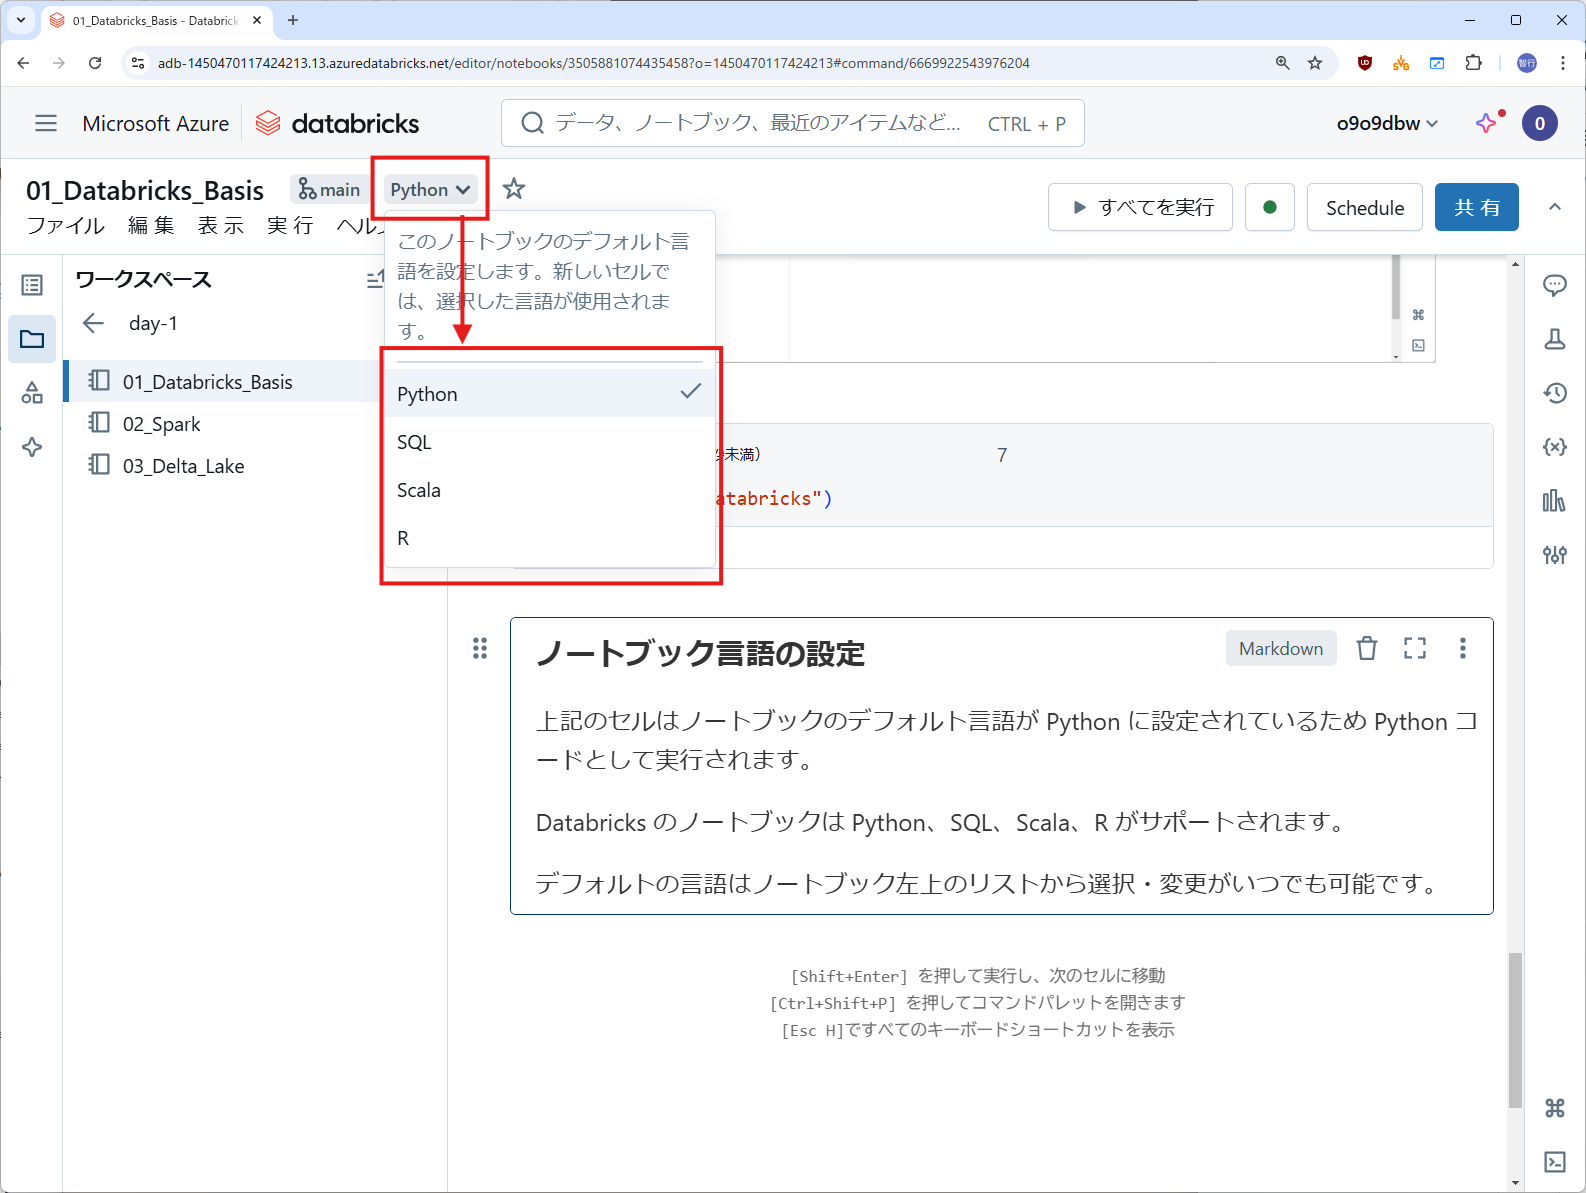 01_Databricks_Basis - Databrick
adb-1450470117424213.13.azuredatabricks.net/editor/notebooks/3505881074435458?o=1450470117424213#command/6669922543976204
智行
Microsoft Azure
databricks
データ、ノートブック、最近のアイテムなど...
CTRL + P
o9o9dbw
0
01_Databricks_Basis
main
Python
ファイル 編集 表示 実行 ヘル
すべてを実行
Schedule
共有
このノートブックのデフォルト言
語を設定します。新しいセルで
は、選択した言語が使用されま
す。
Python
SQL
Scala
R
ワークスペース
day-1
01_Databricks_Basis
02_Spark
03_Delta_Lake
未満)
7
atabricks")
ノートブック言語の設定
Markdown
上記のセルはノートブックのデフォルト言語が Python に設定されているため Python コ
ードとして実行されます。
Databricks のノートブックは Python、SQL、Scala、R がサポートされます。
デフォルトの言語はノートブック左上のリストから選択・変更がいつでも可能です。
[Shift+Enter] を押して実行し、次のセルに移動
[Ctrl+Shift+P] を押してコマンドパレットを開きます
[Esc H]ですべてのキーボードショートカットを表示